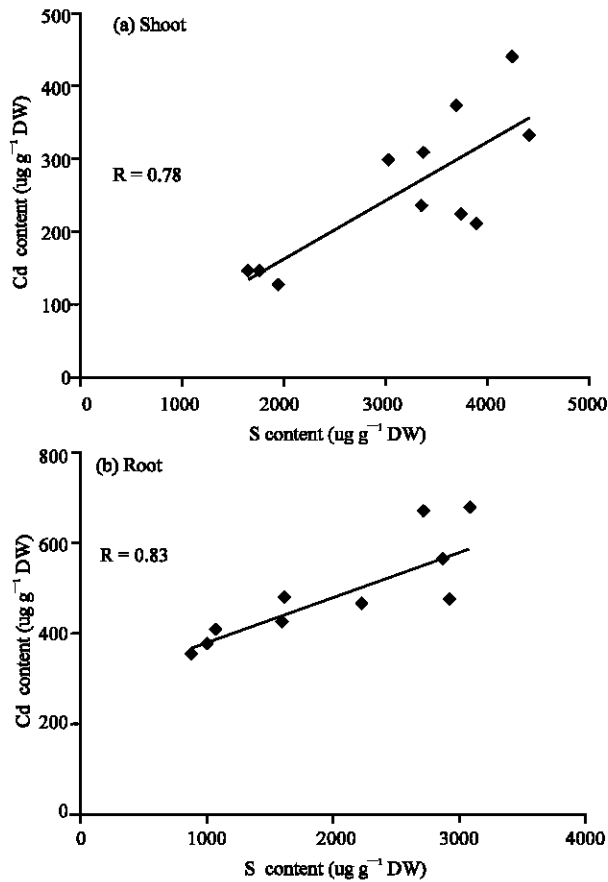 (a) Shoot
R = 0.78
500
400
300
200
100
0
Cd content (ug g⁻¹ DW)
0 1000 2000 3000 4000 5000
S content (ug g⁻¹ DW)
(b) Root
R = 0.83
800
600
400
200
0
Cd content (ug g⁻¹ DW)
0 1000 2000 3000 4000
S content (ug g⁻¹ DW)